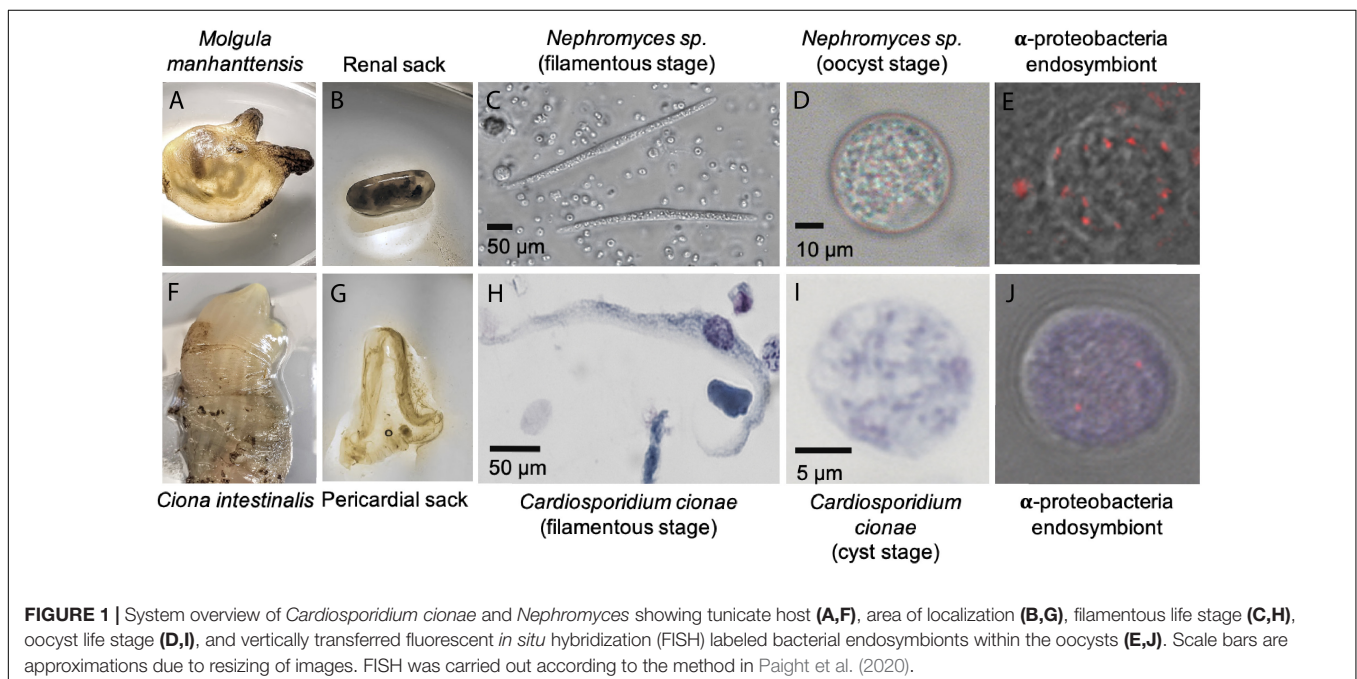 Molgula
manhanttensis
Renal sack
Nephromyces sp.
(filamentous stage)
Nephromyces sp.
(oocyst stage)
α-proteobacteria
endosymbiont
A
B
C
D
E
50 µm
10 µm
F
G
H
I
J
50 µm
5 µm
Ciona intestinalis
Pericardial sack
Cardiosporidium cionae
(filamentous stage)
Cardiosporidium
cionae
(cyst stage)
α-proteobacteria
endosymbiont
FIGURE 1 | System overview of Cardiosporidium cionae and Nephromyces showing tunicate host (A,F), area of localization (B,G), filamentous life stage (C,H),
oocyst life stage (D,I), and vertically transferred fluorescent in situ hybridization (FISH) labeled bacterial endosymbionts within the oocysts (E,J). Scale bars are
approximations due to resizing of images. FISH was carried out according to the method in Paight et al. (2020).